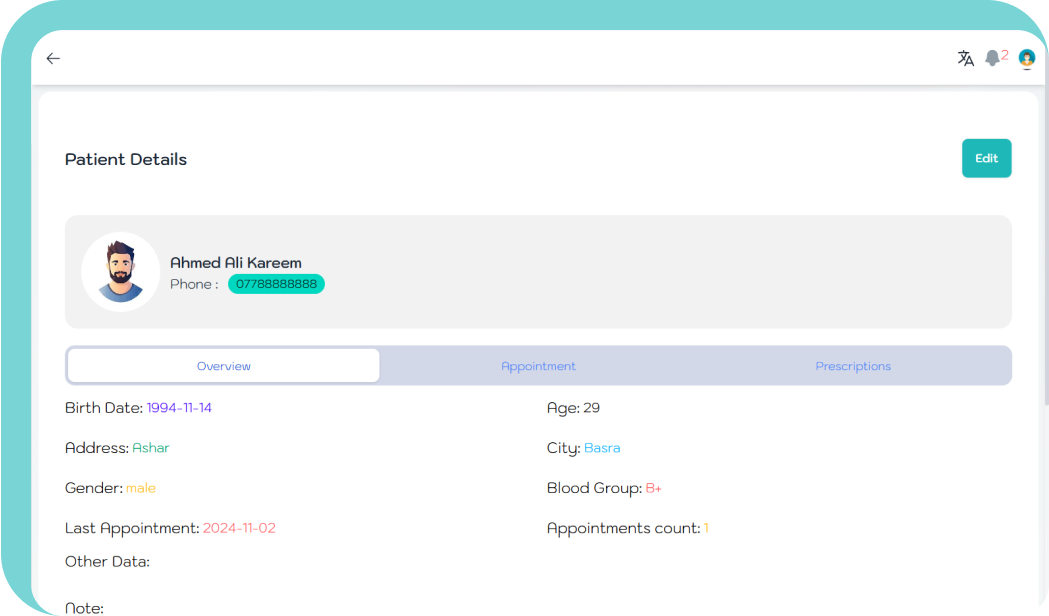 2
Patient Details
Edit
Ahmed Ali Kareem
Phone : 07788888888
Overview Appointment Prescriptions
Birth Date: 1994-11-14 Age: 29
Address: Ashar City: Basra
Gender: male Blood Group: B+
Last Appointment: 2024-11-02 Appointments count: 1
Other Data:
Note: